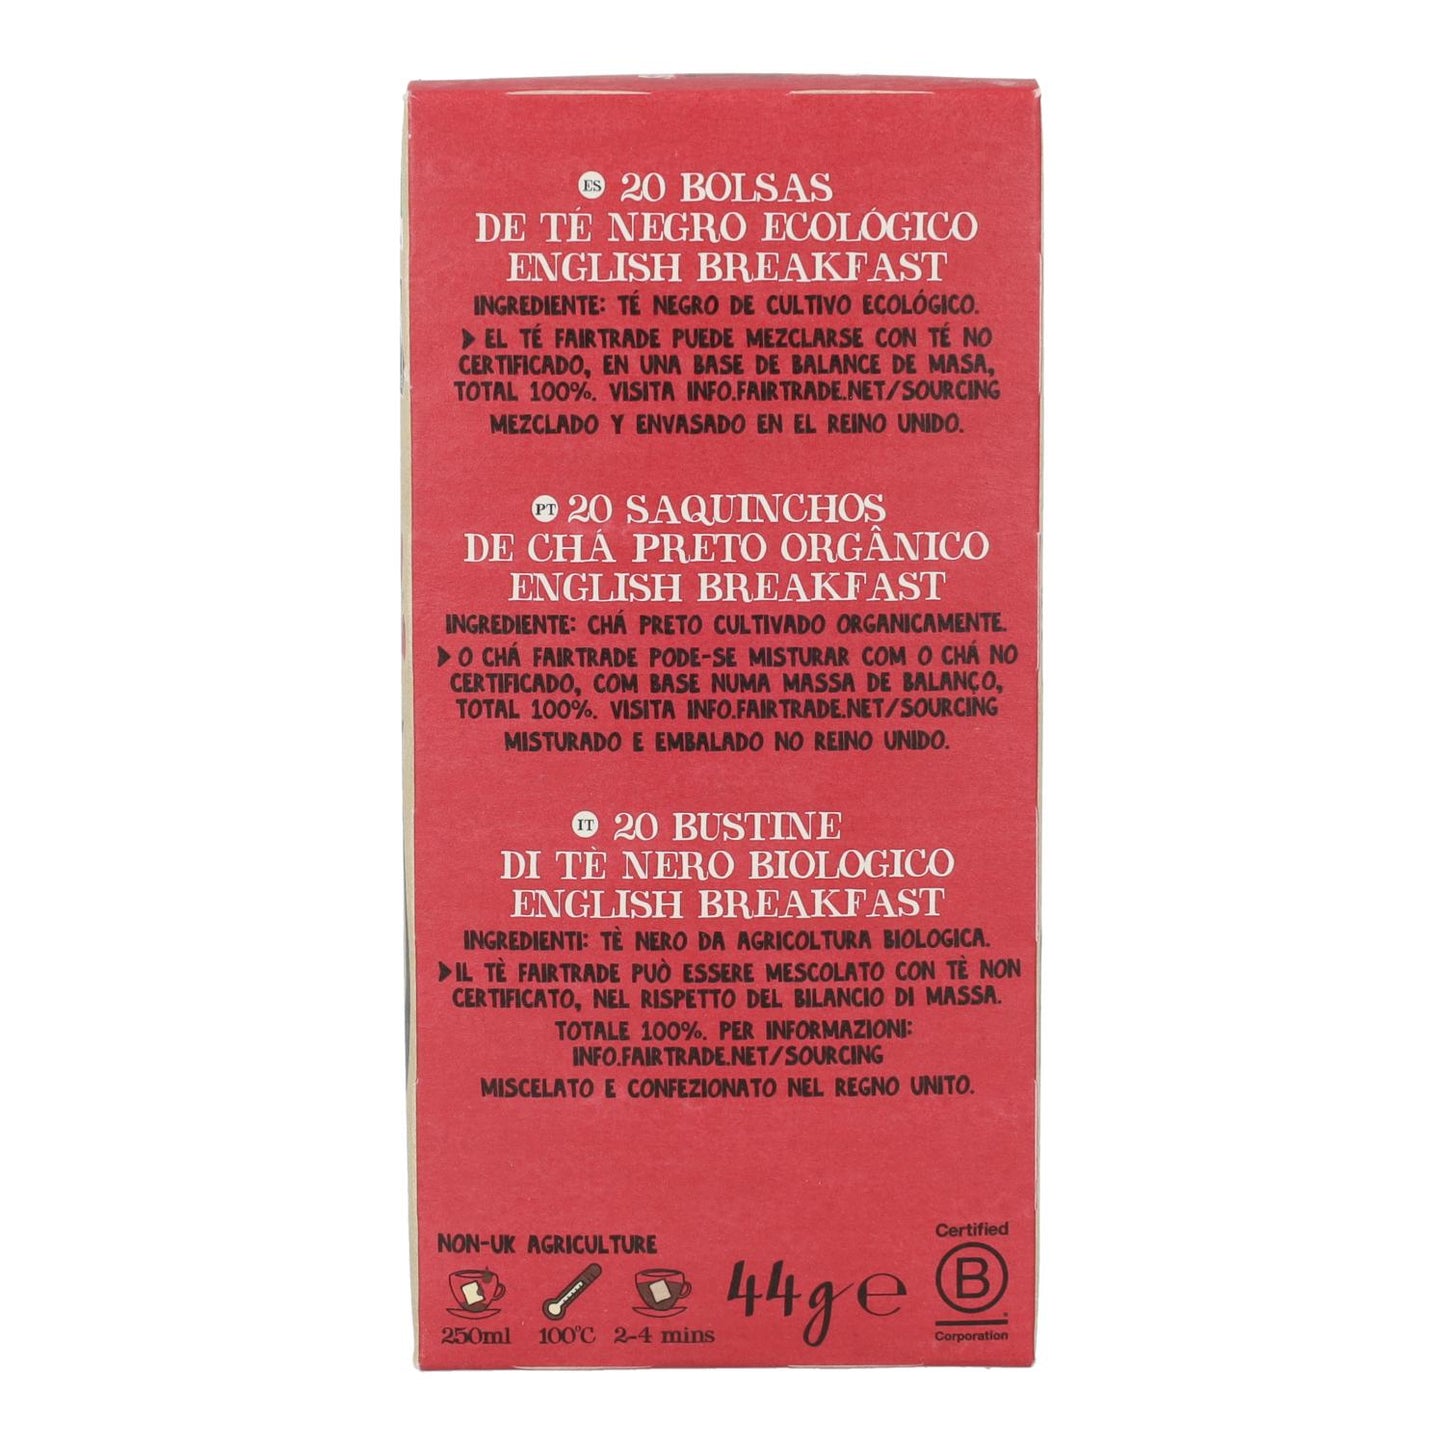 ES 20 BOLSAS
DE TÉ NEGRO ECOLÓGICO
ENGLISH BREAKFAST
INGREDIENTE: TÉ NEGRO DE CULTIVO ECOLÓGICO.
EL TÉ FAIRTRADE PUEDE MEZCLARSE CON TÉ NO
CERTIFICADO, EN UNA BASE DE BALANCE DE MASA,
TOTAL 100%. VISITA INFO.FAIRTRADE.NET/SOURCING
MEZCLADO Y ENVASADO EN EL REINO UNIDO.
PT 20 SAQUINCHOS
DE CHÁ PRETO ORGÂNICO
ENGLISH BREAKFAST
INGREDIENTE: CHÁ PRETO CULTIVADO ORGANICAMENTE.
O CHÁ FAIRTRADE PODE-SE MISTURAR COM O CHÁ NO
CERTIFICADO, COM BASE NUMA MASSA DE BALANÇO,
TOTAL 100%. VISITA INFO.FAIRTRADE.NET/SOURCING
MISTURADO E EMBALADO NO REINO UNIDO.
IT 20 BUSTINE
DI TÈ NERO BIOLOGICO
ENGLISH BREAKFAST
INGREDIENTI: TÈ NERO DA AGRICOLTURA BIOLOGICA.
IL TÈ FAIRTRADE PUÒ ESSERE MESCOLATO CON TÈ NON
CERTIFICATO, NEL RISPETTO DEL BILANCIO DI MASSA.
TOTALE 100%. PER INFORMAZIONI:
INFO.FAIRTRADE.NET/SOURCING
MISCELATO E CONFEZIONATO NEL REGNO UNITO.
NON-UK AGRICULTURE
250ml 100°C 2-4 mins
44g ℮
Certified
B
Corporation